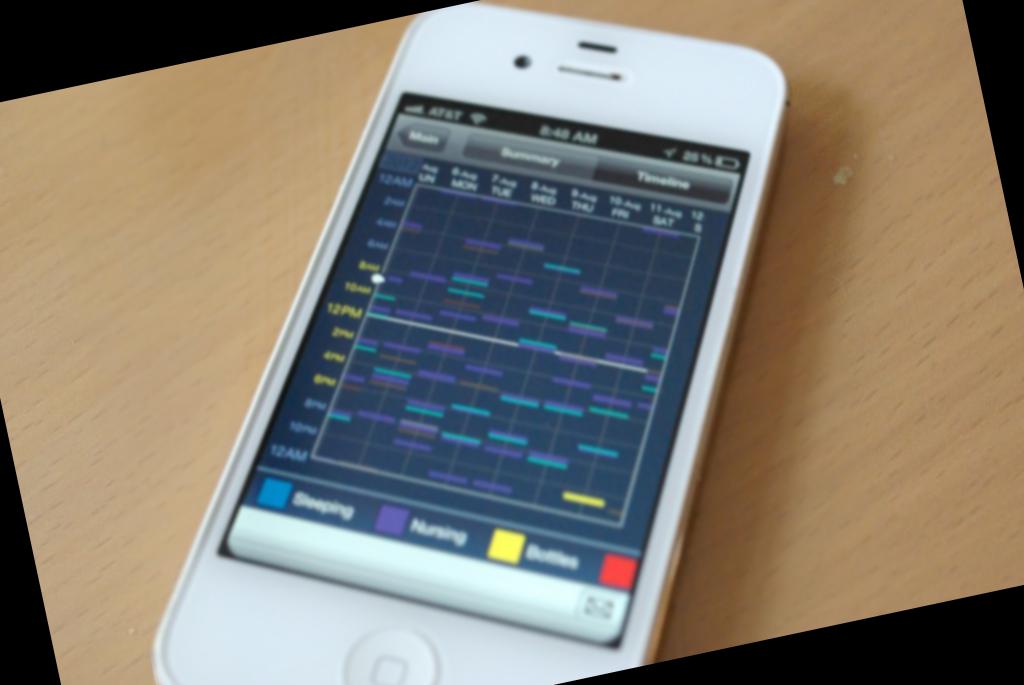 AT&T 8:48 AM 25%
Main Summary Timeline
Aug 6-Aug 7-Aug 8-Aug 9-Aug 10-Aug 11-Aug 12
UN MON TUE WED THU FRI SAT S
12AM
2AM
4AM
6AM
8AM
10AM
12PM
2PM
4PM
6PM
8PM
10PM
12AM
Sleeping Nursing Bottles